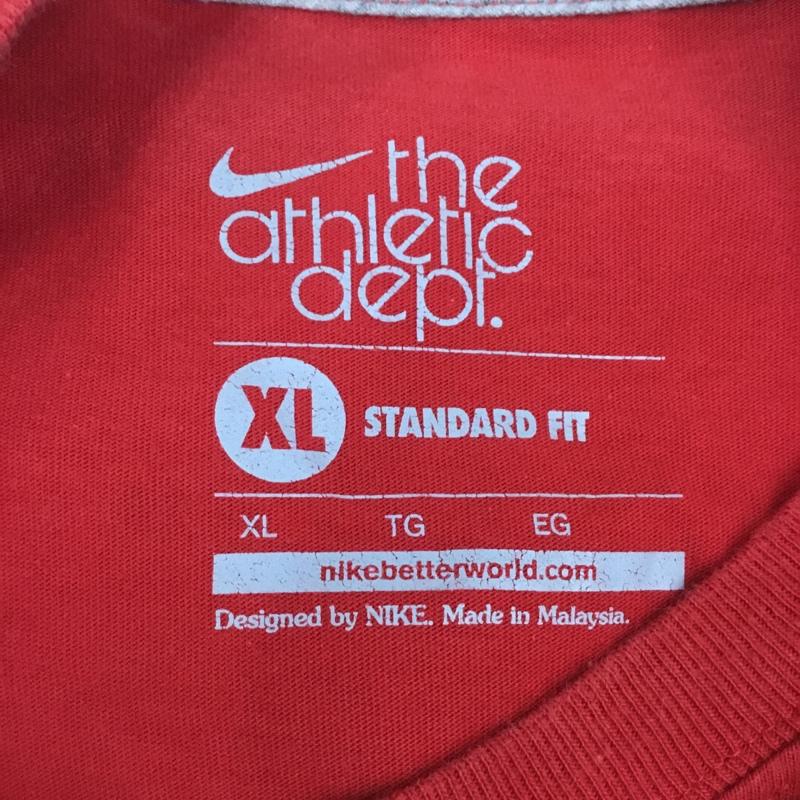 the
athletic
dept.
XL STANDARD FIT
XL TG EG
nikebetterworld.com
Designed by NIKE. Made in Malaysia.